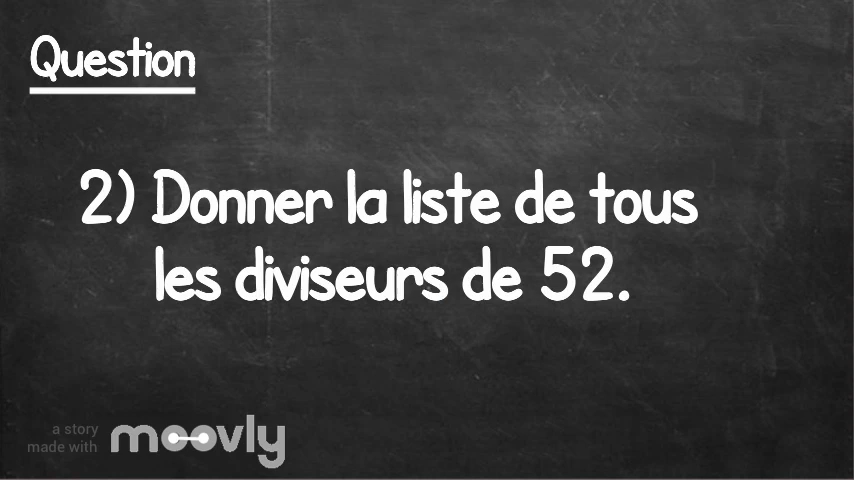 Question
2) Donner la liste de tous
les diviseurs de 52.
a story
made with moovly